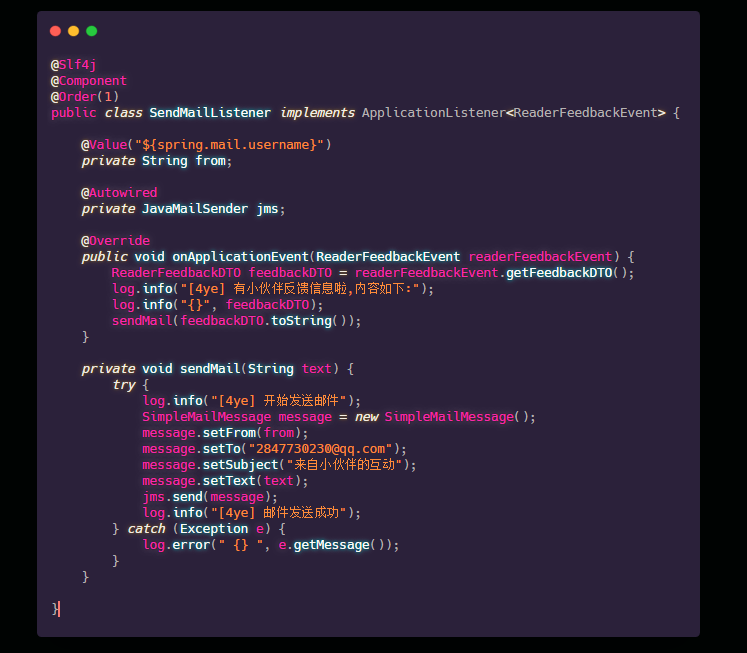 @Slf4j
@Component
@Order(1)
public class SendMailListener implements ApplicationListener<ReaderFeedbackEvent> {
@Value("${spring.mail.username}")
private String from;
@Autowired
private JavaMailSender jms;
@Override
public void onApplicationEvent(ReaderFeedbackEvent readerFeedbackEvent) {
ReaderFeedbackDTO feedbackDTO = readerFeedbackEvent.getFeedbackDTO();
log.info("[4ye] 有小伙伴反馈信息啦,内容如下:");
log.info("{}", feedbackDTO);
sendMail(feedbackDTO.toString());
}
private void sendMail(String text) {
try {
log.info("[4ye] 开始发送邮件");
SimpleMailMessage message = new SimpleMailMessage();
message.setFrom(from);
message.setTo("2847730230@qq.com");
message.setSubject("来自小伙伴的互动");
message.setText(text);
jms.send(message);
log.info("[4ye] 邮件发送成功");
} catch (Exception e) {
log.error(" {} ", e.getMessage());
}
}
}